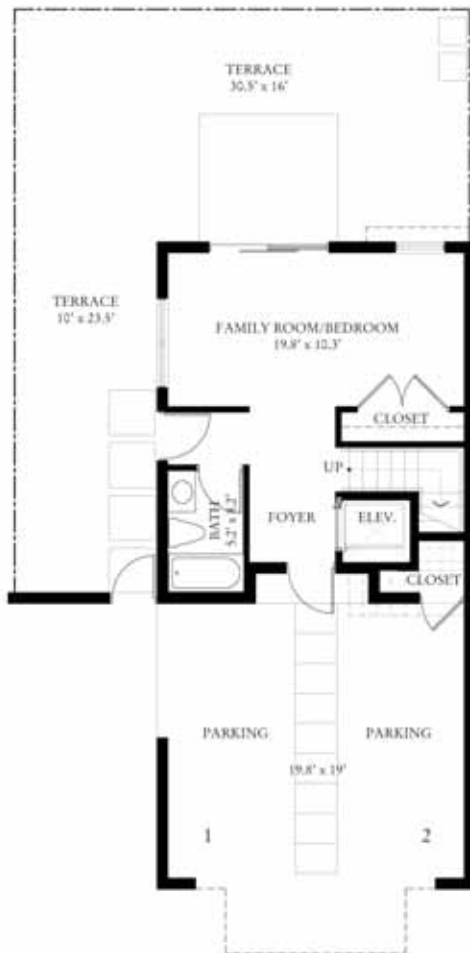 TERRACE
30.5' x 16'
TERRACE
10' x 23.5'
FAMILY ROOM/BEDROOM
19.8' x 10.3'
CLOSET
UP
BATH
5.2' x 8.2'
FOYER
ELEV.
CLOSET
PARKING
PARKING
19.8' x 19'
1
2